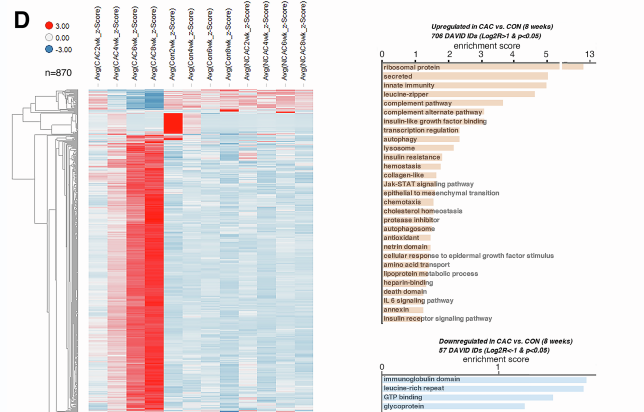 D
3.00
0.00
-3.00
n=870
Avg(CAC2wk_z-Score)
Avg(CAC4wk_z-Score)
Avg(CAC6wk_z-Score)
Avg(CAC8wk_z-Score)
Avg(Con2wk_z-Score)
Avg(Con4wk_z-Score)
Avg(Con6wk_z-Score)
Avg(Con8wk_z-Score)
Avg(NCAC2wk_z-Score)
Avg(NCAC4wk_z-Score)
Avg(NCAC6wk_z-Score)
Avg(NCAC8wk_z-Score)
Upregulated in CAC vs. CON (8 weeks)
706 DAVID IDs (Log2R>1 & p<0.05)
enrichment score
0 1 2 3 4 5 13
ribosomal protein
secreted
innate immunity
leucine-zipper
complement pathway
complement alternate pathway
insulin-like growth factor binding
transcription regulation
autophagy
lysosome
insulin resistance
hemostasis
collagen-like
Jak-STAT signaling pathway
epithelial to mesenchymal transition
chemotaxis
cholesterol homeostasis
protease inhibitor
autophagosome
antioxidant
netrin domain
cellular response to epidermal growth factor stimulus
amino acid transport
lipoprotein metabolic process
heparin-binding
death domain
IL 6 signaling pathway
annexin
insulin receptor signaling pathway
Downregulated in CAC vs. CON (8 weeks)
57 DAVID IDs (Log2R<-1 & p<0.05)
enrichment score
0 1
immunoglobulin domain
leucine-rich repeat
GTP binding
glycoprotein